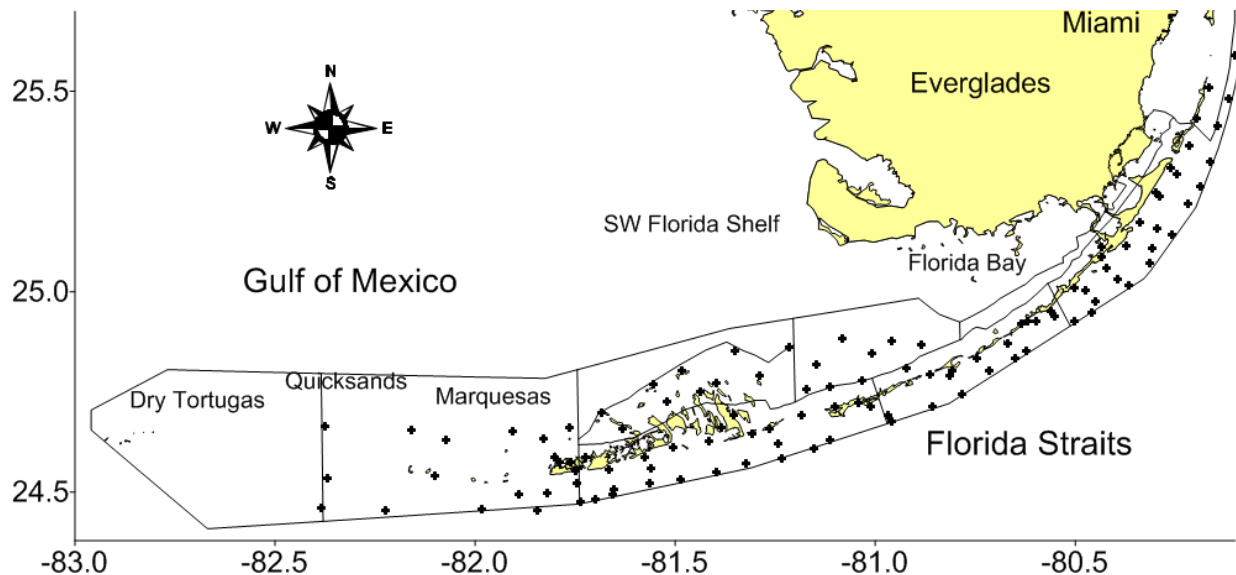 Miami
25.5
Everglades
N
W
E
S
SW Florida Shelf
Florida Bay
Gulf of Mexico
25.0
Quicksands
Dry Tortugas
Marquesas
Florida Straits
24.5
-83.0
-82.5
-82.0
-81.5
-81.0
-80.5